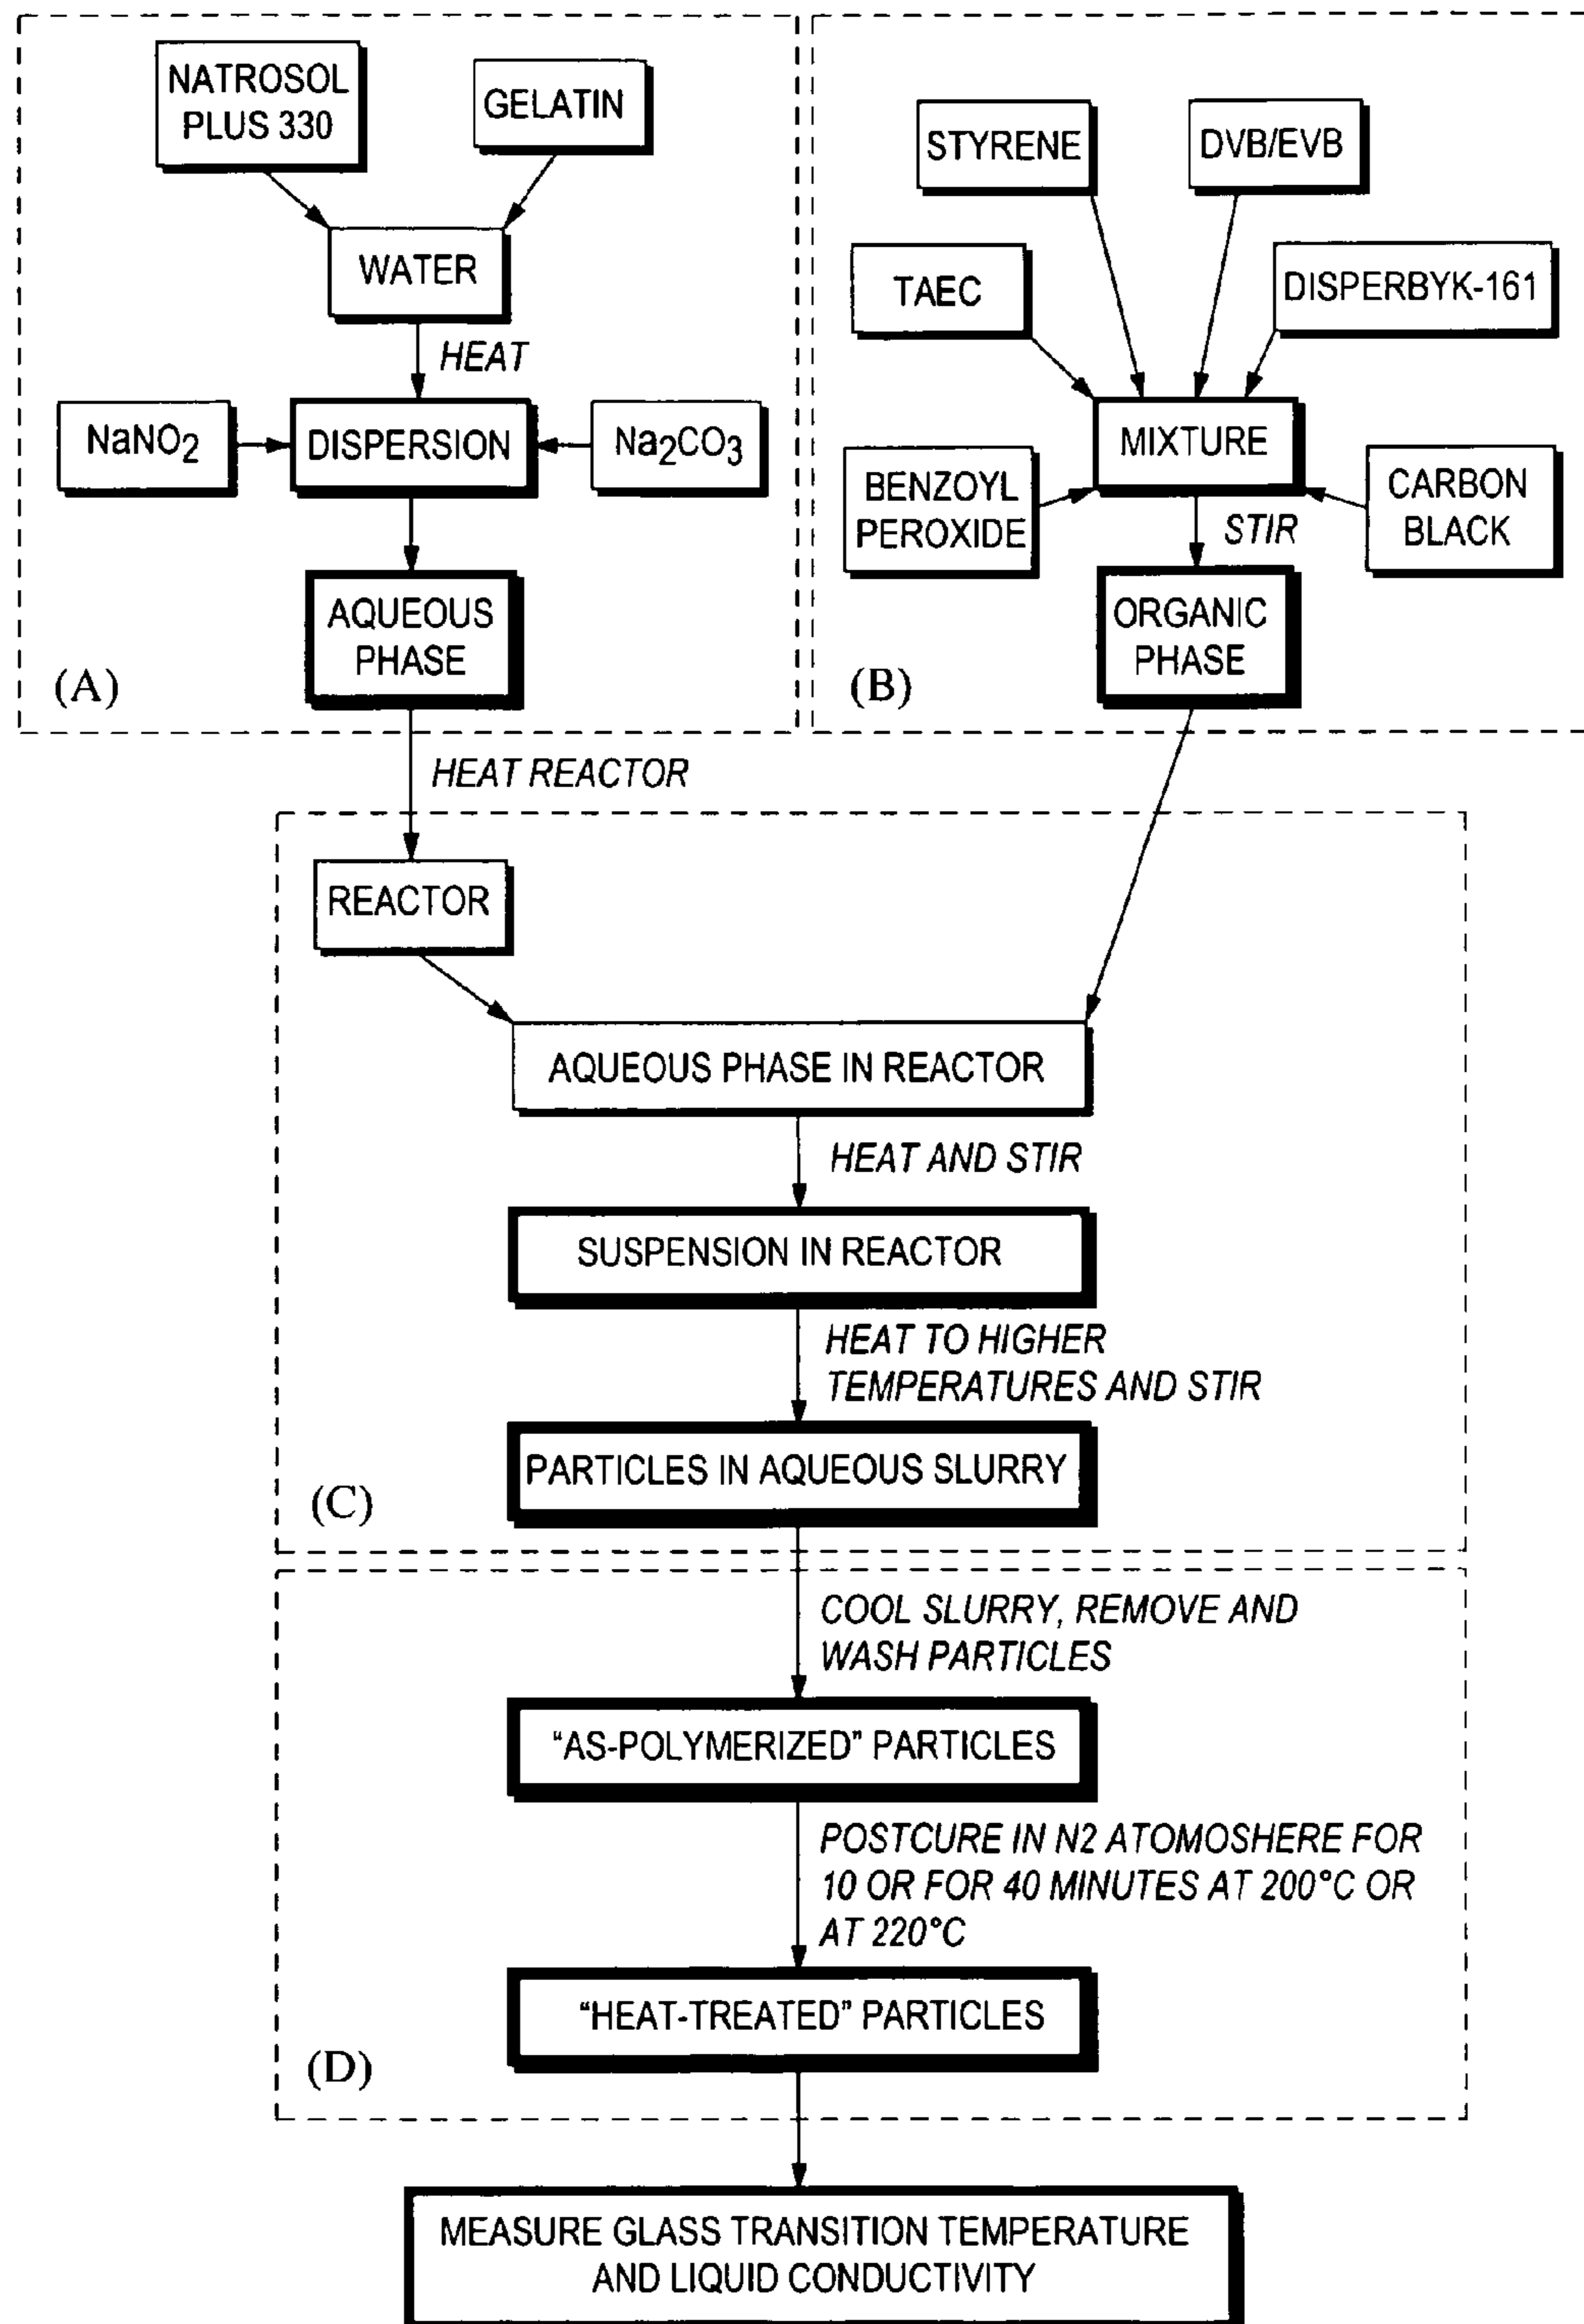 NATROSOL
PLUS 330
GELATIN
WATER
HEAT
NaNO2
DISPERSION
Na2CO3
AQUEOUS
PHASE
(A)
STYRENE
DVB/EVB
TAEC
DISPERBYK-161
MIXTURE
BENZOYL
PEROXIDE
CARBON
BLACK
STIR
ORGANIC
PHASE
(B)
HEAT REACTOR
REACTOR
AQUEOUS PHASE IN REACTOR
HEAT AND STIR
SUSPENSION IN REACTOR
HEAT TO HIGHER
TEMPERATURES AND STIR
PARTICLES IN AQUEOUS SLURRY
(C)
COOL SLURRY, REMOVE AND
WASH PARTICLES
“AS-POLYMERIZED” PARTICLES
POSTCURE IN N2 ATOMOSHERE FOR
10 OR FOR 40 MINUTES AT 200°C OR
AT 220°C
“HEAT-TREATED” PARTICLES
(D)
MEASURE GLASS TRANSITION TEMPERATURE
AND LIQUID CONDUCTIVITY